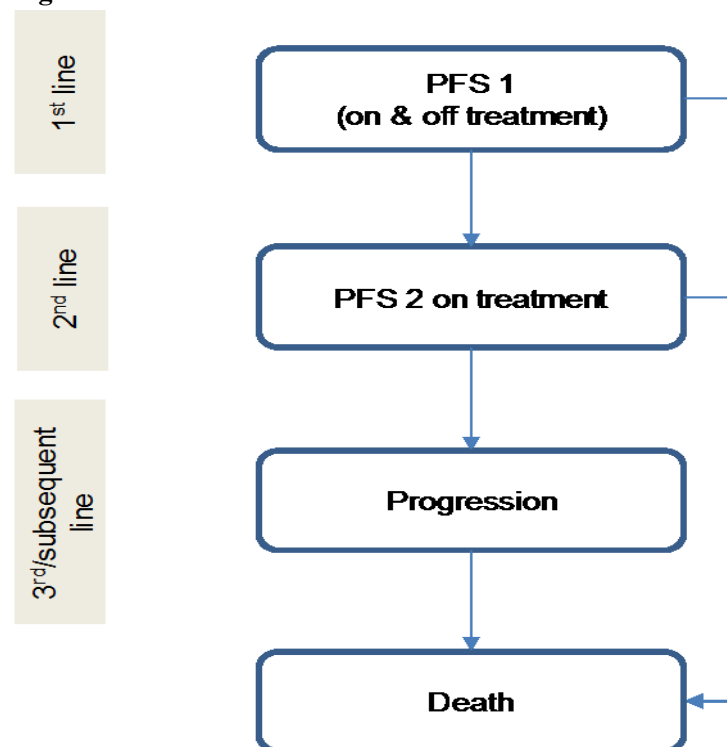 1st line
PFS 1
(on & off treatment)
2nd line
PFS 2 on treatment
3rd/subsequent
line
Progression
Death